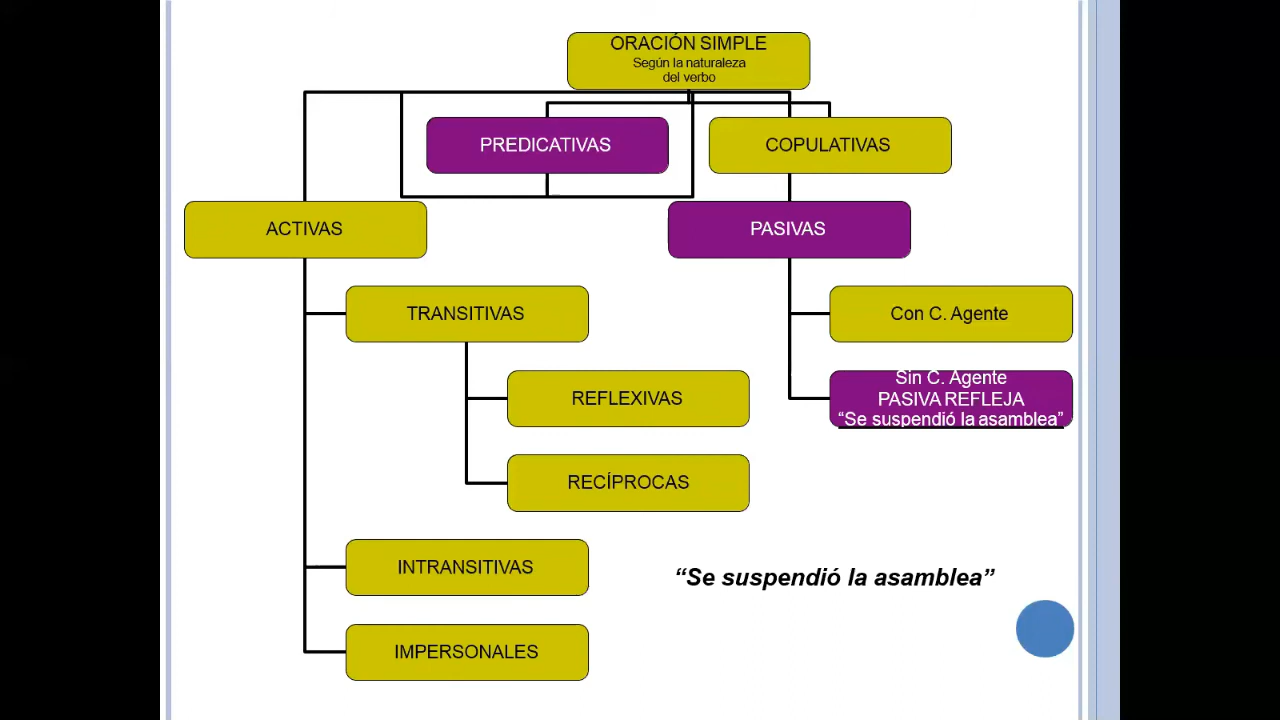 ORACIÓN SIMPLE
Según la naturaleza
del verbo
PREDICATIVAS
COPULATIVAS
ACTIVAS
PASIVAS
TRANSITIVAS
Con C. Agente
REFLEXIVAS
Sin C. Agente
PASIVA REFLEJA
“Se suspendió la asamblea”
RECÍPROCAS
INTRANSITIVAS
“Se suspendió la asamblea”
IMPERSONALES